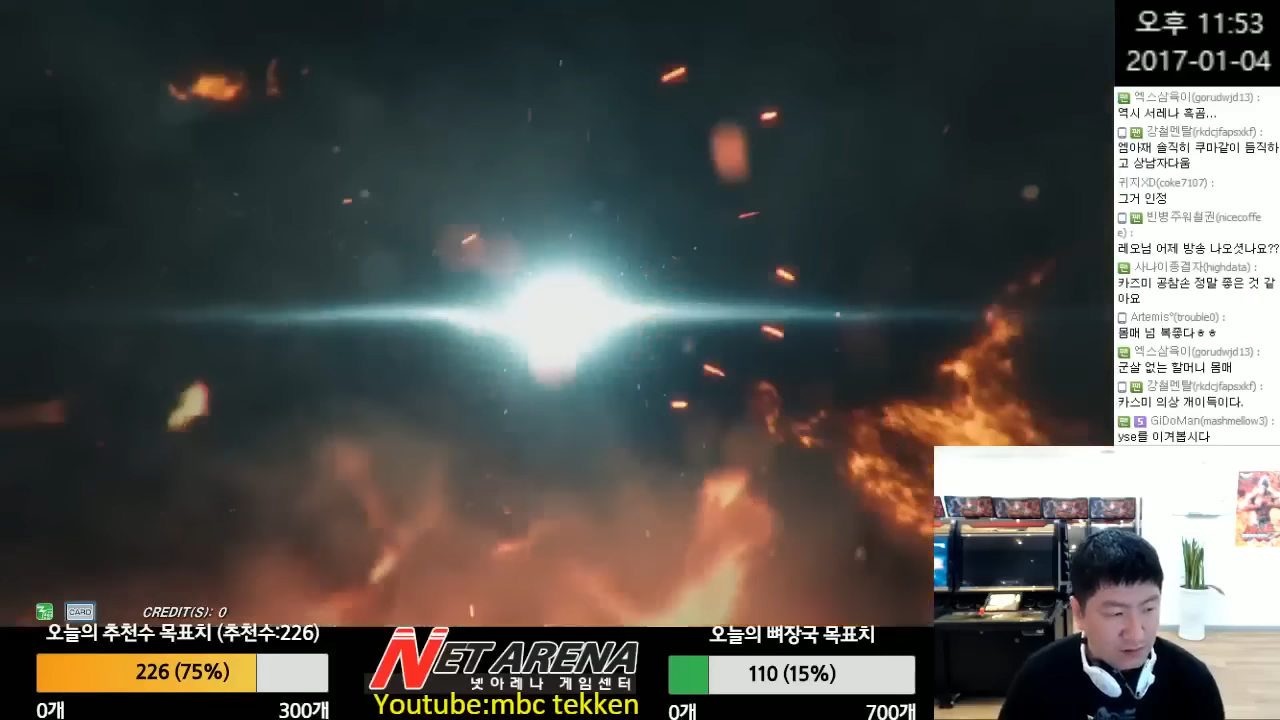 오후 11:53
2017-01-04
팬 엑스삼육이(gorudwjd13) :
역시 서레나 흑곰...
팬 강철멘탈(rkdcjfapsxkf) :
엠아재 솔직히 쿠마같이 듬직하
고 상남자다움
귀지XD(coke7107) :
그거 인정
팬 빈병주워철권(nicecoffe
e) :
레오님 어제 방송 나오셧나요??
팬 사나이종결자(highdata) :
카즈미 공참손 정말 좋은 것 같
아요
Artemis°(trouble0) :
몸매 넘 복좋다ㅎㅎ
팬 엑스삼육이(gorudwjd13) :
군살 없는 할머니 몸매
팬 강철멘탈(rkdcjfapsxkf) :
카스미 의상 개이득이다.
팬 S GiDoMan(mashmellow3) :
yse를 이겨봅시다
CARD CREDIT(S): 0
오늘의 추천수 목표치 (추천수:226)
226 (75%)
0개 300개
NET ARENA
넷아레나 게임센터
Youtube:mbc tekken
오늘의 뼈장국 목표치
110 (15%)
0개 700개